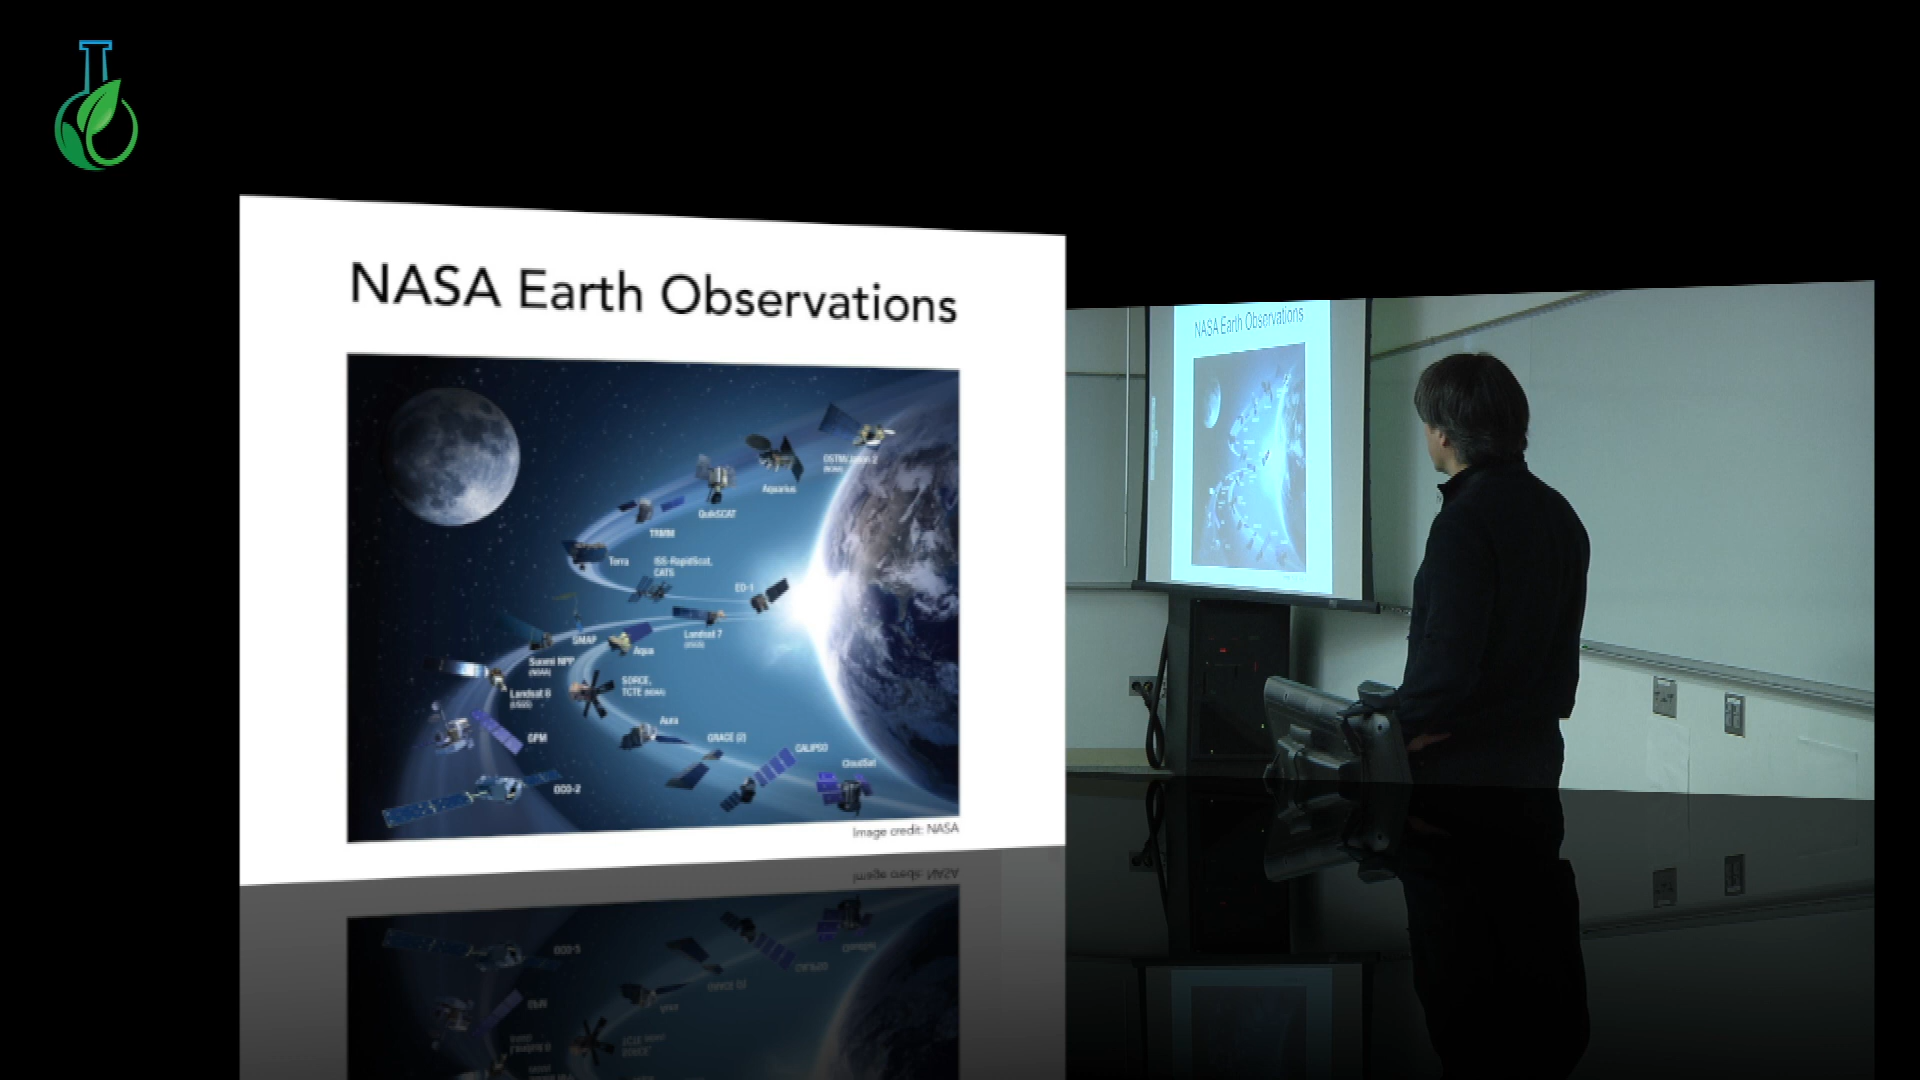 NASA Earth Observations
OSTM/Jason 2
(NOAA)
Aquarius
QuikSCAT
TRMM
Terra
ISS-RapidScat,
CATS
EO-1
Landsat 7
(USGS)
SMAP
Aqua
Suomi NPP
(NOAA)
Landsat 8
(USGS)
SORCE,
TCTE (NOAA)
Aura
GPM
GRACE (2)
CALIPSO
CloudSat
OCO-2
Image credit: NASA
NASA Earth Observations